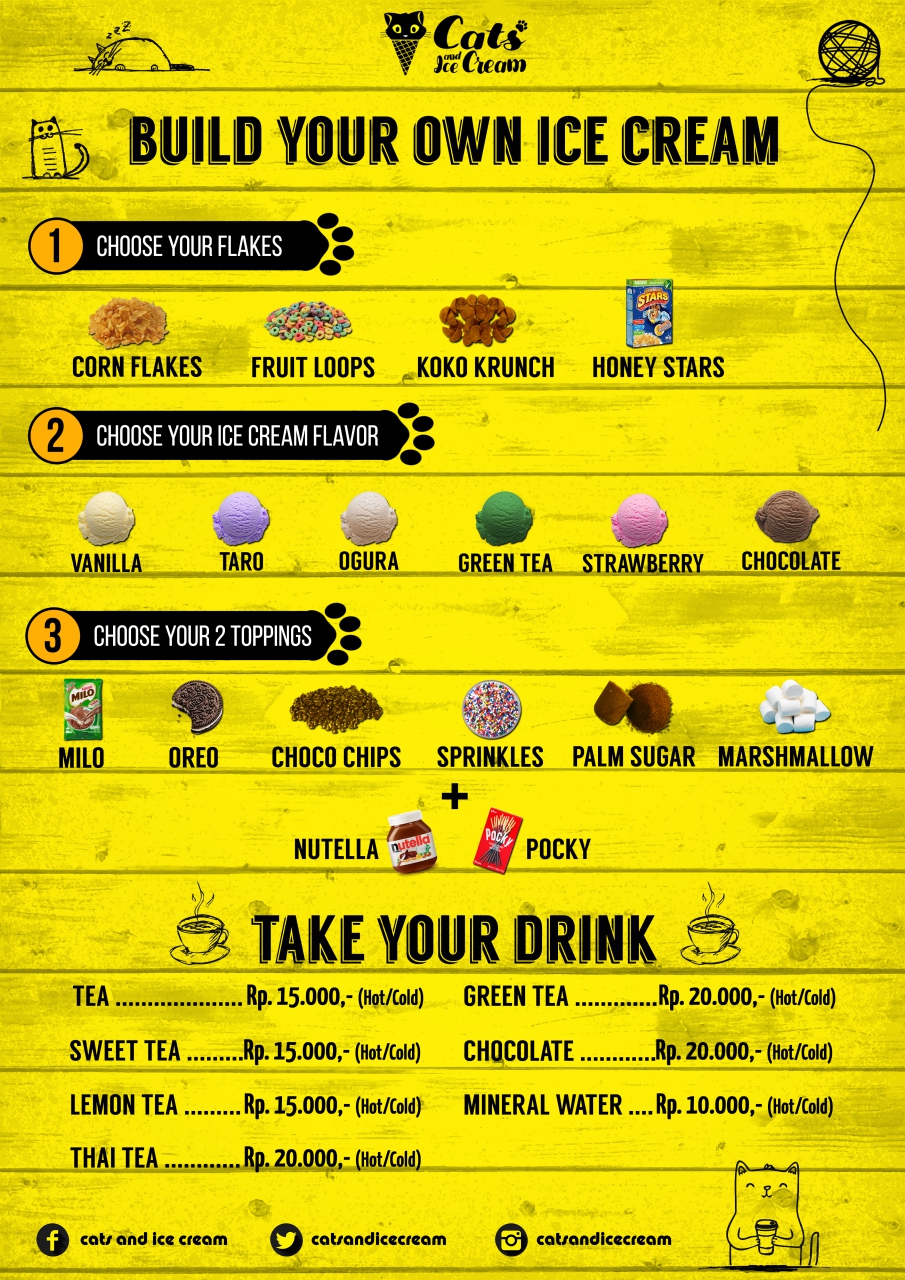 z z z
Cats
and
Ice Cream
BUILD YOUR OWN ICE CREAM
1 CHOOSE YOUR FLAKES
STARS
CORN FLAKES FRUIT LOOPS KOKO KRUNCH HONEY STARS
2 CHOOSE YOUR ICE CREAM FLAVOR
VANILLA TARO OGURA GREEN TEA STRAWBERRY CHOCOLATE
3 CHOOSE YOUR 2 TOPPINGS
MILO
MILO OREO CHOCO CHIPS SPRINKLES PALM SUGAR MARSHMALLOW
+
NUTELLA nutella POCKY POCKY
TAKE YOUR DRINK
TEA ....................Rp. 15.000,- (Hot/Cold) GREEN TEA .............Rp. 20.000,- (Hot/Cold)
SWEET TEA .........Rp. 15.000,- (Hot/Cold) CHOCOLATE ............Rp. 20.000,- (Hot/Cold)
LEMON TEA .........Rp. 15.000,- (Hot/Cold) MINERAL WATER ....Rp. 10.000,- (Hot/Cold)
THAI TEA ............Rp. 20.000,- (Hot/Cold)
f cats and ice cream catsandicecream catsandicecream